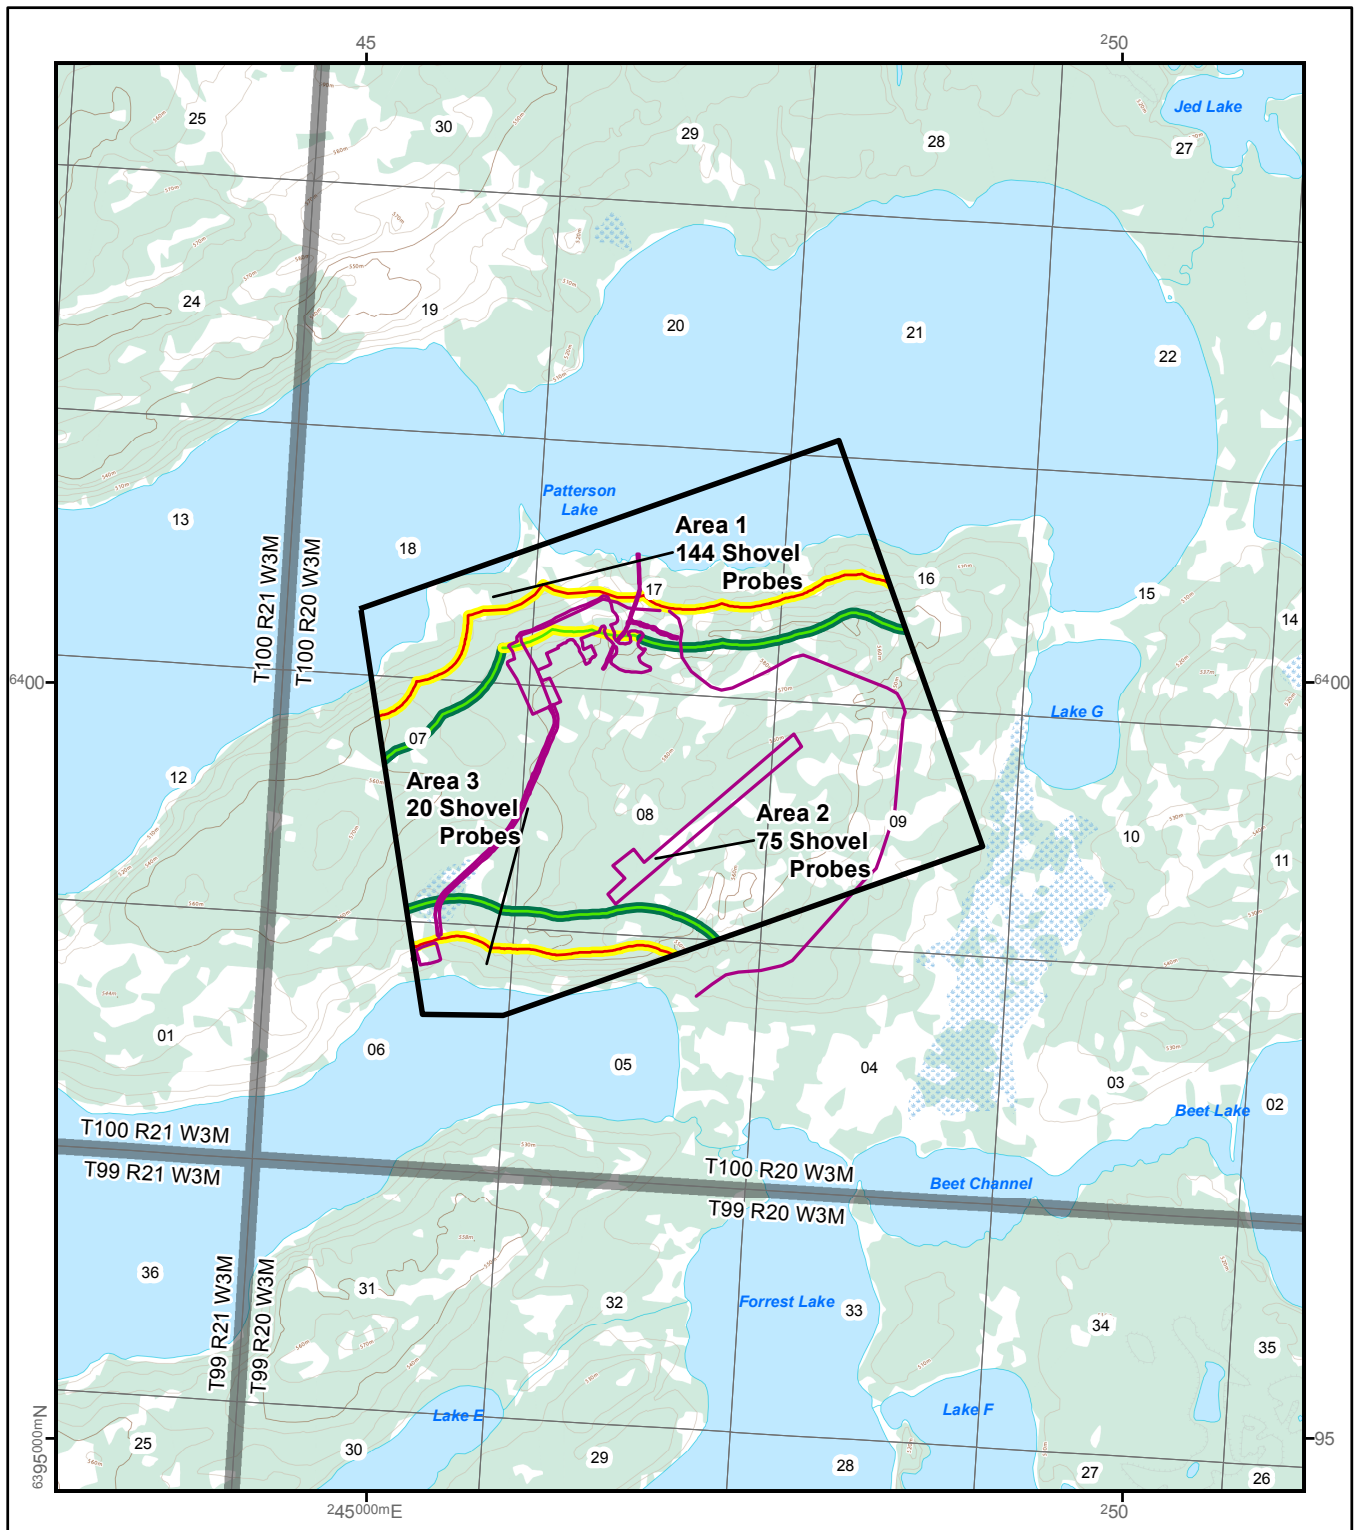 45
250
25
30
29
28
Jed Lake
27
24
19
20
21
22
13
18
Patterson
Lake
Area 1
144 Shovel
Probes
17
16
15
14
T100 R21 W3M
T100 R20 W3M
6400
6400
07
Lake G
12
Area 3
20 Shovel
Probes
08
Area 2
75 Shovel
Probes
09
10
11
01
06
05
04
03
Beet Lake
02
T100 R21 W3M
T99 R21 W3M
T100 R20 W3M
T99 R20 W3M
Beet Channel
36
T99 R21 W3M
T99 R20 W3M
31
32
Forrest Lake
33
34
35
Lake E
Lake F
25
30
29
28
27
26
6395000mN
95
245000mE
250